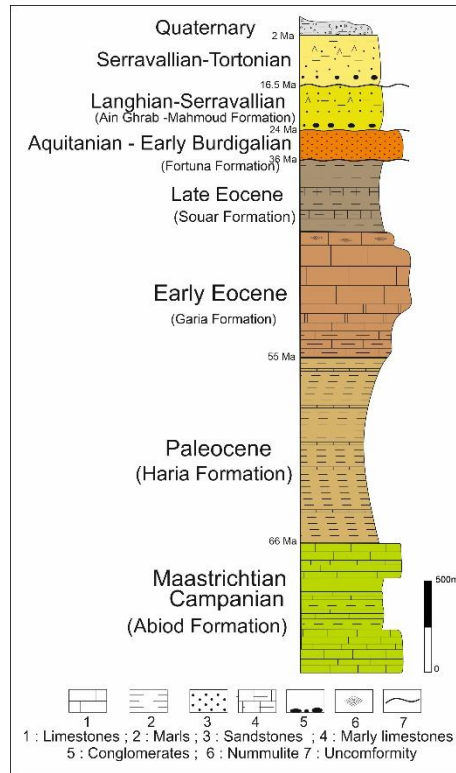 Quaternary
2 Ma
Serravallian-Tortonian
16.5 Ma
Langhian-Serravallian
(Ain Ghrab -Mahmoud Formation)
24 Ma
Aquitanian - Early Burdigalian
36 Ma
(Fortuna Formation)
Late Eocene
(Souar Formation)
Early Eocene
(Garia Formation)
55 Ma
Paleocene
(Haria Formation)
66 Ma
Maastrichtian
Campanian
(Abiod Formation)
500m
0
1 2 3 4 5 6 7
1 : Limestones ; 2 : Marls ; 3 : Sandstones ; 4 : Marly limestones
5 : Conglomerates ; 6 : Nummulite 7 : Uncomformity